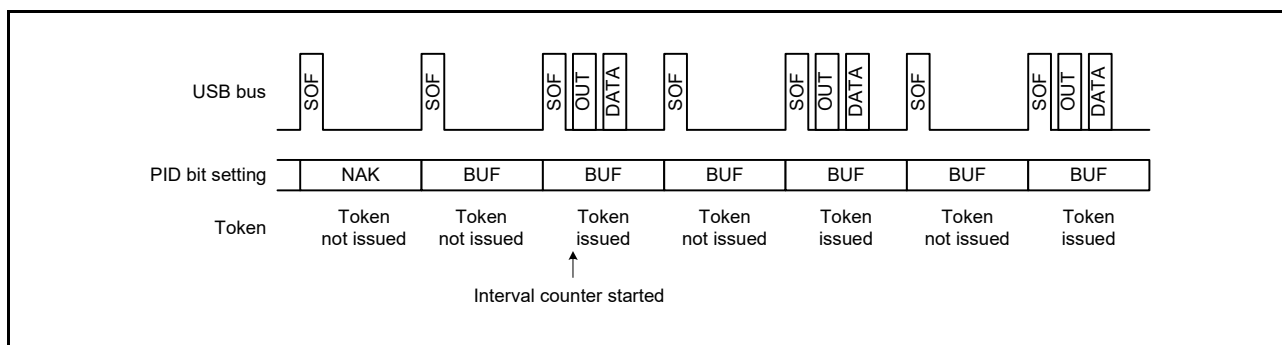 USB bus
SOF
SOF
SOF
OUT
DATA
SOF
SOF
OUT
DATA
SOF
SOF
OUT
DATA
PID bit setting
NAK
BUF
BUF
BUF
BUF
BUF
BUF
Token
Token
not issued
Token
not issued
Token
issued
Token
not issued
Token
issued
Token
not issued
Token
issued
Interval counter started